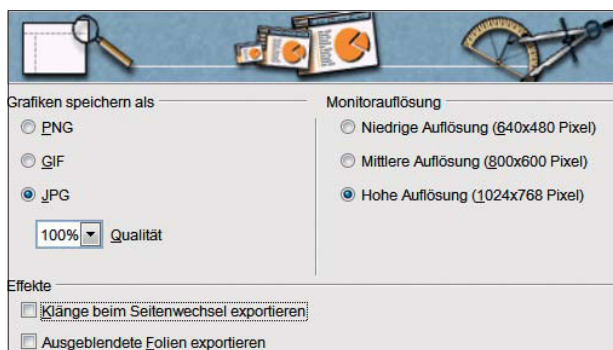 Grafiken speichern als
PNG
GIF
JPG
100% Qualität
Monitorauflösung
Niedrige Auflösung (640x480 Pixel)
Mittlere Auflösung (800x600 Pixel)
Hohe Auflösung (1024x768 Pixel)
Effekte
Klänge beim Seitenwechsel exportieren
Ausgeblendete Folien exportieren